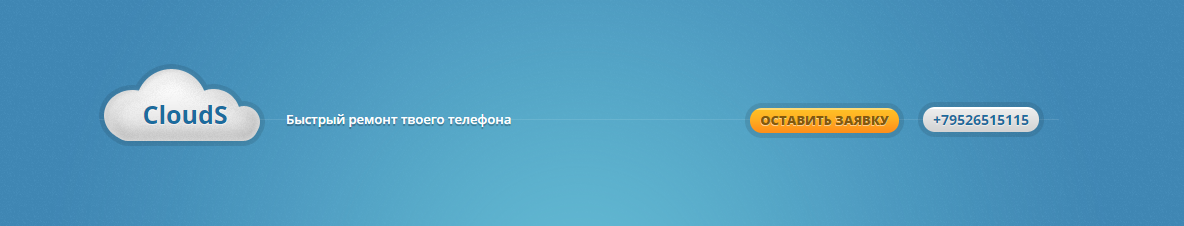 CloudS
Быстрый ремонт твоего телефона
ОСТАВИТЬ ЗАЯВКУ
+79526515115